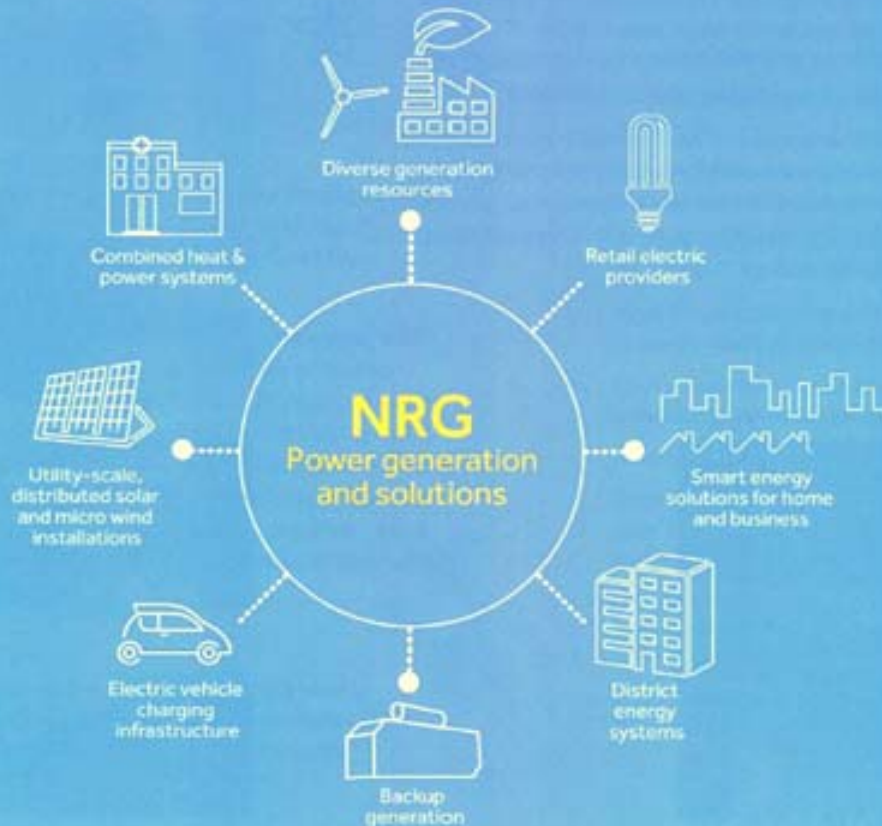 Diverse generation
resources
Combined heat &
power systems
Retail electric
providers
NRG
Power generation
and solutions
Utility-scale,
distributed solar
and micro wind
installations
Smart energy
solutions for home
and business
Electric vehicle
charging
infrastructure
District
energy
systems
Backup
generation